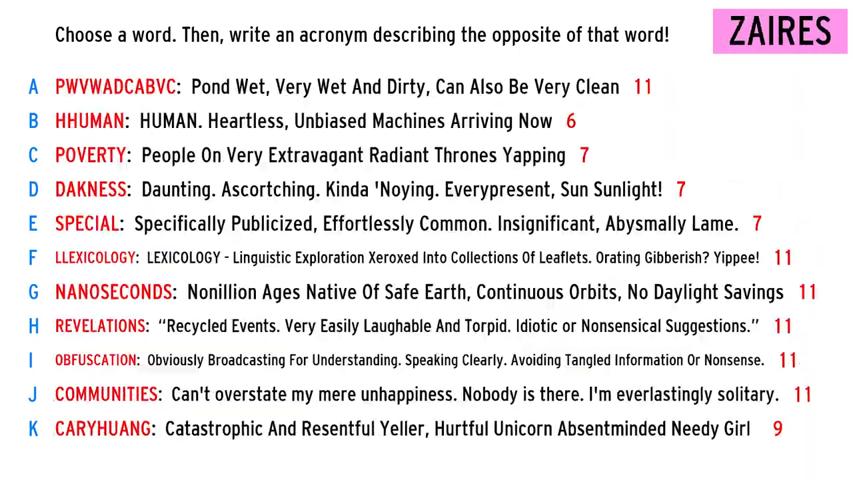 Choose a word. Then, write an acronym describing the opposite of that word!
ZAIRES
A PWVWADCABVC: Pond Wet, Very Wet And Dirty, Can Also Be Very Clean 11
B HHUMAN: HUMAN. Heartless, Unbiased Machines Arriving Now 6
C POVERTY: People On Very Extravagant Radiant Thrones Yapping 7
D DAKNESS: Daunting. Ascortching. Kinda 'Noying. Everypresent, Sun Sunlight! 7
E SPECIAL: Specifically Publicized, Effortlessly Common. Insignificant, Abysmally Lame. 7
F LLEXICOLOGY: LEXICOLOGY - Linguistic Exploration Xeroxed Into Collections Of Leaflets. Orating Gibberish? Yippee! 11
G NANOSECONDS: Nonillion Ages Native Of Safe Earth, Continuous Orbits, No Daylight Savings 11
H REVELATIONS: “Recycled Events. Very Easily Laughable And Torpid. Idiotic or Nonsensical Suggestions.” 11
I OBFUSCATION: Obviously Broadcasting For Understanding. Speaking Clearly. Avoiding Tangled Information Or Nonsense. 11
J COMMUNITIES: Can't overstate my mere unhappiness. Nobody is there. I'm everlastingly solitary. 11
K CARYHUANG: Catastrophic And Resentful Yeller, Hurtful Unicorn Absentminded Needy Girl 9